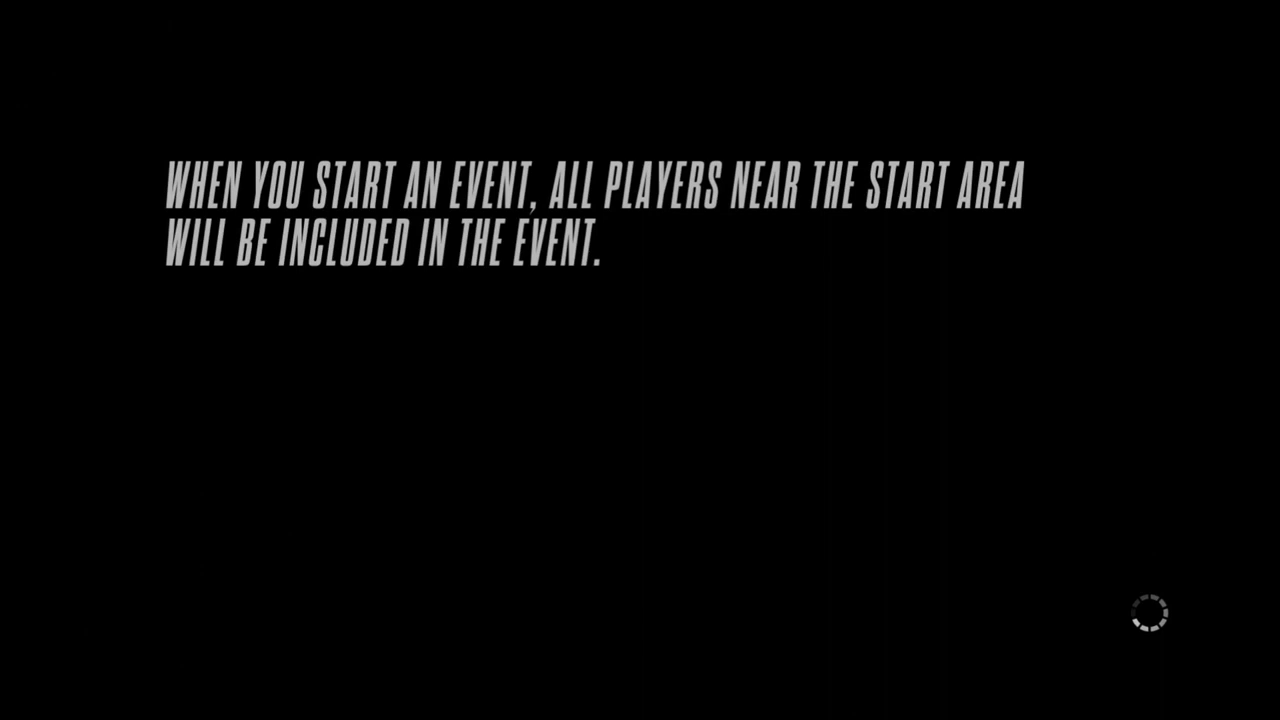 WHEN YOU START AN EVENT, ALL PLAYERS NEAR THE START AREA
WILL BE INCLUDED IN THE EVENT.